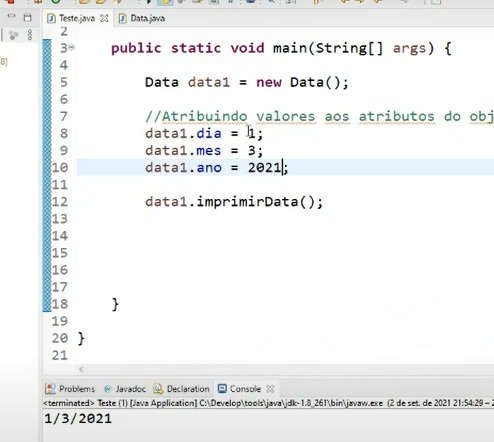 Teste.java Data.java
2
3 public static void main(String[] args) {
4
5 Data data1 = new Data();
6
7 //Atribuindo valores aos atributos do obj
8 data1.dia = 1;
9 data1.mes = 3;
10 data1.ano = 2021;
11
12 data1.imprimirData();
13
14
15
16
17
18 }
19
20 }
21
Problems Javadoc Declaration Console
<terminated> Teste (1) [Java Application] C:\Develop\tools\java\jdk-1.8_261\bin\javaw.exe (2 de set. de 2021 21:54:29 – 2
1/3/2021